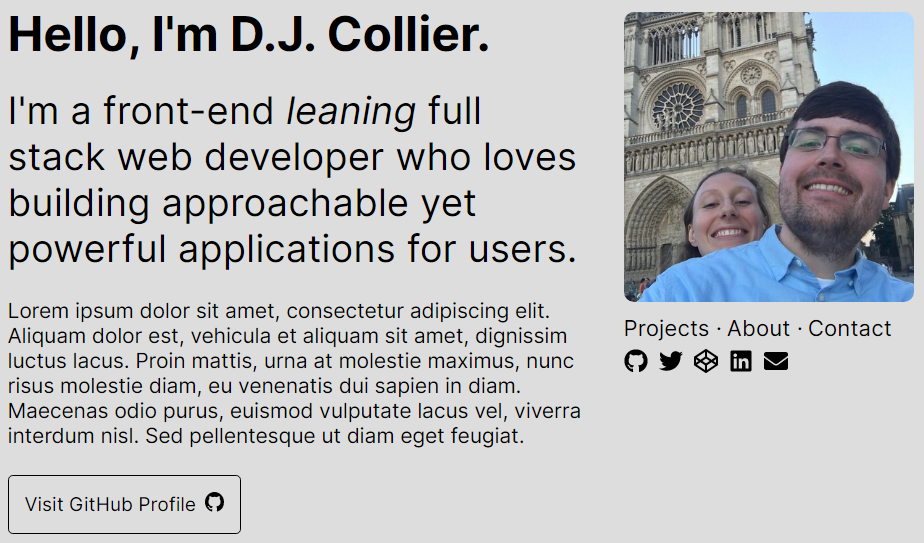 Hello, I'm D.J. Collier.
I'm a front-end leaning full
stack web developer who loves
building approachable yet
powerful applications for users.
Lorem ipsum dolor sit amet, consectetur adipiscing elit.
Aliquam dolor est, vehicula et aliquam sit amet, dignissim
luctus lacus. Proin mattis, urna at molestie maximus, nunc
risus molestie diam, eu venenatis dui sapien in diam.
Maecenas odio purus, euismod vulputate lacus vel, viverra
interdum nisl. Sed pellentesque ut diam eget feugiat.
Visit GitHub Profile
Projects · About · Contact